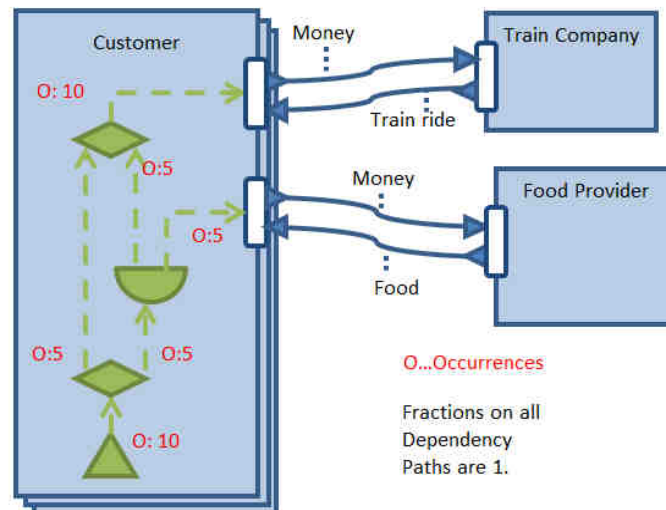 Customer
Money
Train Company
O: 10
Train ride
O:5
Money
Food Provider
O:5
Food
O:5
O:5
O...Occurrences
O: 10
Fractions on all
Dependency
Paths are 1.